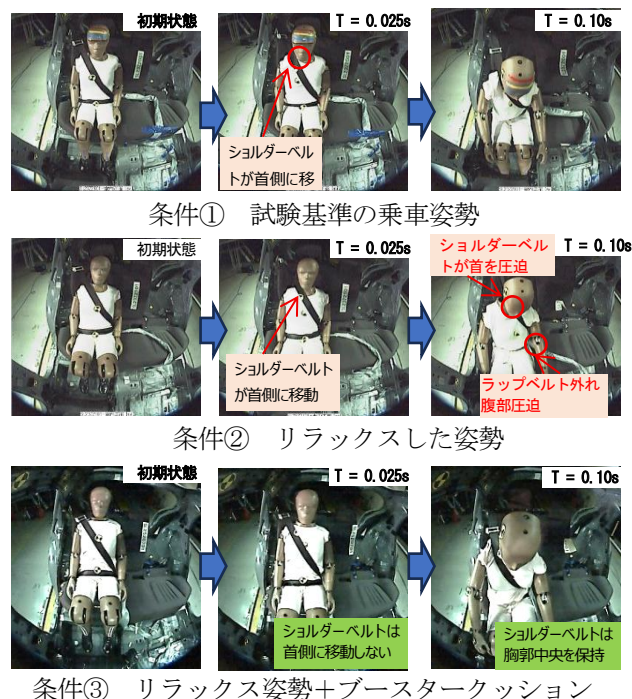 初期状態
T = 0.025s
T = 0.10s
ショルダーベル
トが首側に移
条件① 試験基準の乗車姿勢
初期状態
T = 0.025s
T = 0.10s
ショルダーベルト
が首側に移動
ショルダーベル
トが首を圧迫
ラップベルト外れ
腹部圧迫
条件② リラックスした姿勢
初期状態
T = 0.025s
T = 0.10s
ショルダーベルトは
首側に移動しない
ショルダーベルトは
胸郭中央を保持
条件③ リラックス姿勢＋ブースタークッション